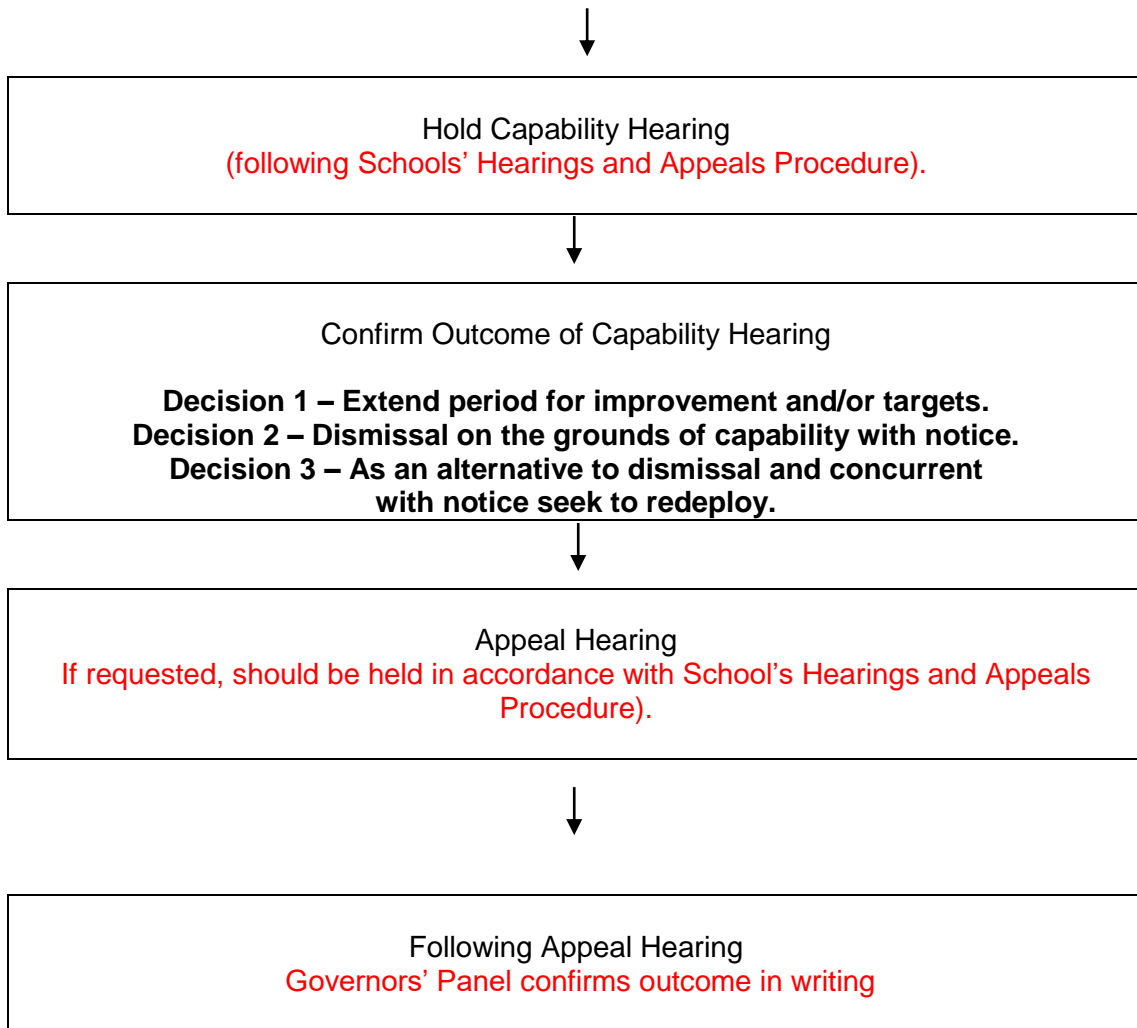 Hold Capability Hearing
(following Schools’ Hearings and Appeals Procedure).
Confirm Outcome of Capability Hearing
Decision 1 – Extend period for improvement and/or targets.
Decision 2 – Dismissal on the grounds of capability with notice.
Decision 3 – As an alternative to dismissal and concurrent
with notice seek to redeploy.
Appeal Hearing
If requested, should be held in accordance with School’s Hearings and Appeals
Procedure).
Following Appeal Hearing
Governors’ Panel confirms outcome in writing